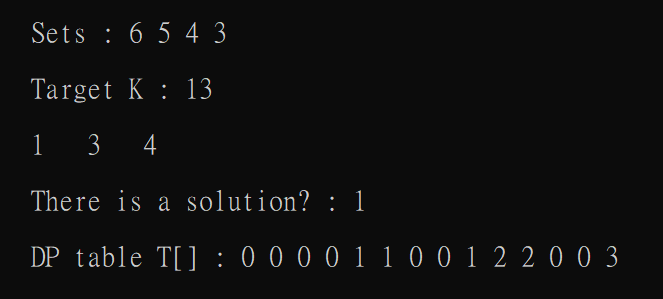 Sets : 6 5 4 3
Target K : 13
1 3 4
There is a solution? : 1
DP table T[] : 0 0 0 0 1 1 0 0 1 2 2 0 0 3